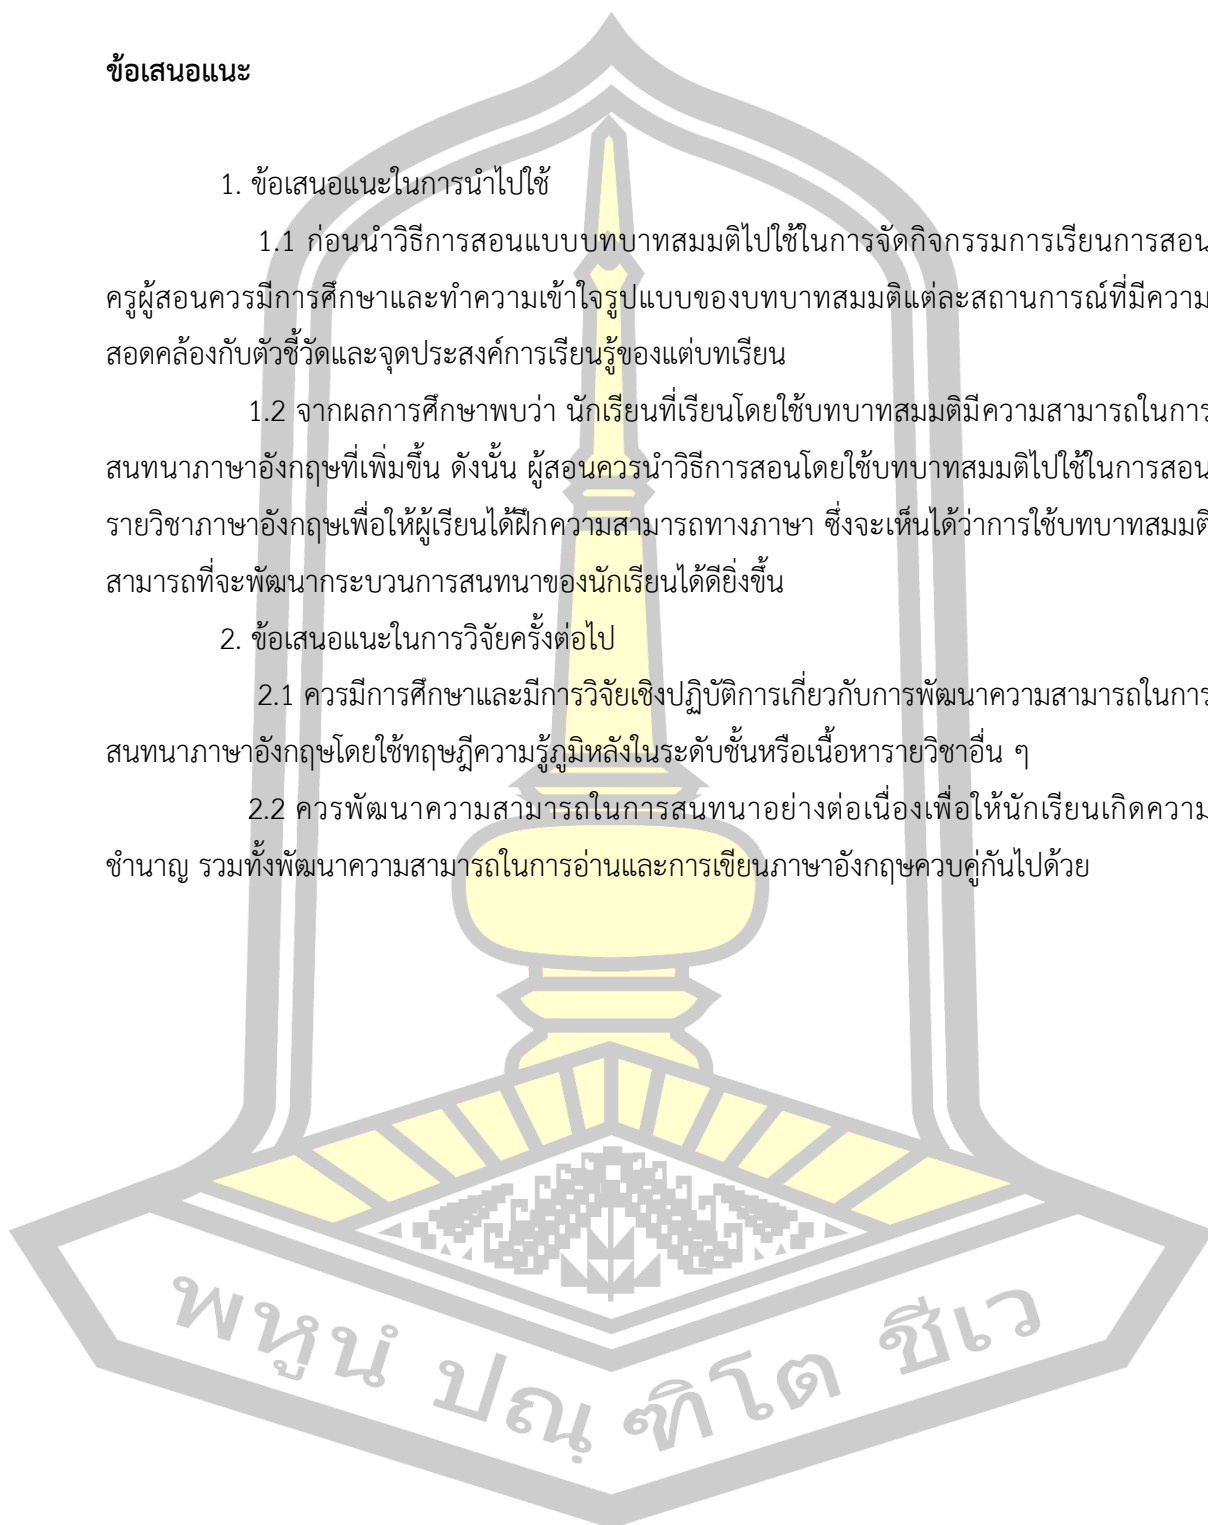 ข้อเสนอแนะ
1. ข้อเสนอแนะในการนำไปใช้
1.1 ก่อนนำวิธีการสอนแบบบทบาทสมมติไปใช้ในการจัดกิจกรรมการเรียนการสอน
ครูผู้สอนควรมีการศึกษาและทำความเข้าใจรูปแบบของบทบาทสมมติแต่ละสถานการณ์ที่มีความ
สอดคล้องกับตัวชี้วัดและจุดประสงค์การเรียนรู้ของแต่บทเรียน
1.2 จากผลการศึกษาพบว่า นักเรียนที่เรียนโดยใช้บทบาทสมมติมีความสามารถในการ
สนทนาภาษาอังกฤษที่เพิ่มขึ้น ดังนั้น ผู้สอนควรนำวิธีการสอนโดยใช้บทบาทสมมติไปใช้ในการสอน
รายวิชาภาษาอังกฤษเพื่อให้ผู้เรียนได้ฝึกความสามารถทางภาษา ซึ่งจะเห็นได้ว่าการใช้บทบาทสมมติ
สามารถที่จะพัฒนากระบวนการสนทนาของนักเรียนได้ดียิ่งขึ้น
2. ข้อเสนอแนะในการวิจัยครั้งต่อไป
2.1 ควรมีการศึกษาและมีการวิจัยเชิงปฏิบัติการเกี่ยวกับการพัฒนาความสามารถในการ
สนทนาภาษาอังกฤษโดยใช้ทฤษฎีความรู้ภูมิหลังในระดับชั้นหรือเนื้อหารายวิชาอื่น ๆ
2.2 ควรพัฒนาความสามารถในการสนทนาอย่างต่อเนื่องเพื่อให้นักเรียนเกิดความ
ชำนาญ รวมทั้งพัฒนาความสามารถในการอ่านและการเขียนภาษาอังกฤษควบคู่กันไปด้วย
พหูนํ ปณฺ ฑิโต ชีเว